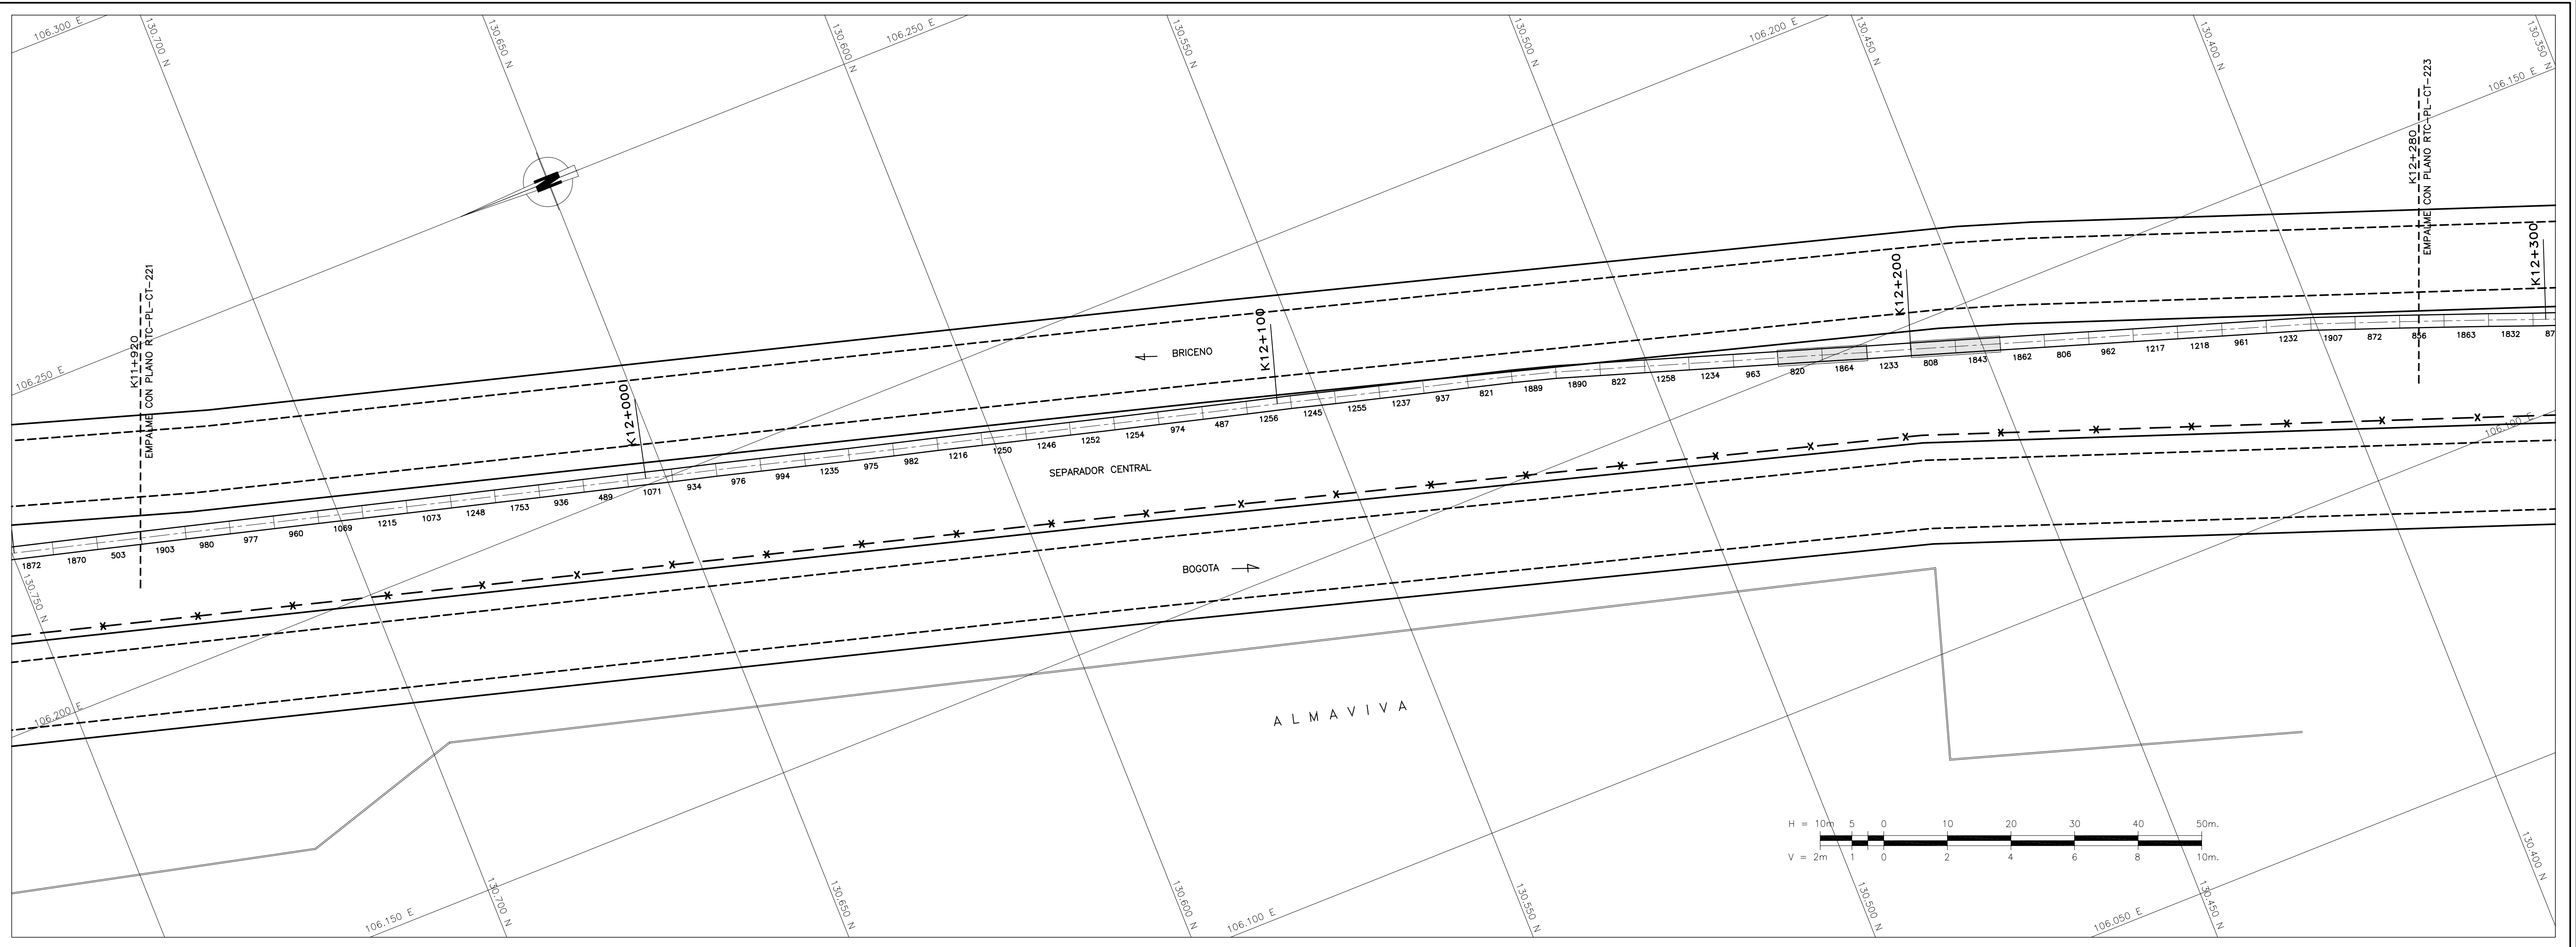 106.300 E
130.700 N
130.650 N
130.600 N
106.250 E
130.550 N
130.500 N
106.200 E
130.450 N
130.400 N
130.350 N
106.150 E
K11+920
EMPALME CON PLANO RTC-PL-CT-221
K12+280
EMPALME CON PLANO RTC-PL-CT-223
106.250 E
K12+000
K12+100
K12+200
K12+300
BRICENO
1872 1870 503 1903 980 977 960 1069 1215 1073 1248 1753 936 489 1071 934 976 994 1235 975 982 1216 1250 1246 1252 1254 974 487 1256 1245 1255 1237 937 821 1889 1890 822 1258 1234 963 820 1864 1233 808 1843 1862 806 962 1217 1218 961 1232 1907 872 856 1863 1832 87
SEPARADOR CENTRAL
106.100 E
BOGOTA
130.750 N
106.200 E
ALMAVIVA
H = 10m 5 0 10 20 30 40 50m.
V = 2m 1 0 2 4 6 8 10m.
106.150 E
130.700 N
130.650 N
130.600 N
106.100 E
130.550 N
130.500 N
106.050 E
130.450 N
130.400 N